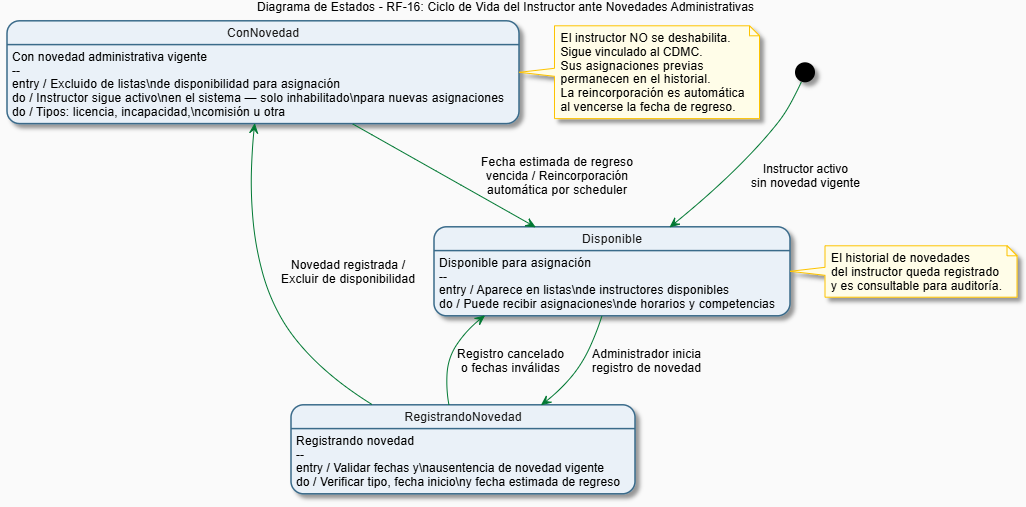 Diagrama de Estados - RF-16: Ciclo de Vida del Instructor ante Novedades Administrativas
ConNovedad
Con novedad administrativa vigente
--
entry / Excluido de listas\nde disponibilidad para asignación
do / Instructor sigue activo\nen el sistema — solo inhabilitado\npara nuevas asignaciones
do / Tipos: licencia, incapacidad,\ncomisión u otra
El instructor NO se deshabilita.
Sigue vinculado al CDMC.
Sus asignaciones previas
permanecen en el historial.
La reincorporación es automática
al vencerse la fecha de regreso.
Fecha estimada de regreso
vencida / Reincorporación
automática por scheduler
Instructor activo
sin novedad vigente
Disponible
Disponible para asignación
--
entry / Aparece en listas\nde instructores disponibles
do / Puede recibir asignaciones\nde horarios y competencias
El historial de novedades
del instructor queda registrado
y es consultable para auditoría.
Novedad registrada /
Excluir de disponibilidad
Registro cancelado
o fechas inválidas
Administrador inicia
registro de novedad
RegistrandoNovedad
Registrando novedad
--
entry / Validar fechas y\nausentencia de novedad vigente
do / Verificar tipo, fecha inicio\ny fecha estimada de regreso